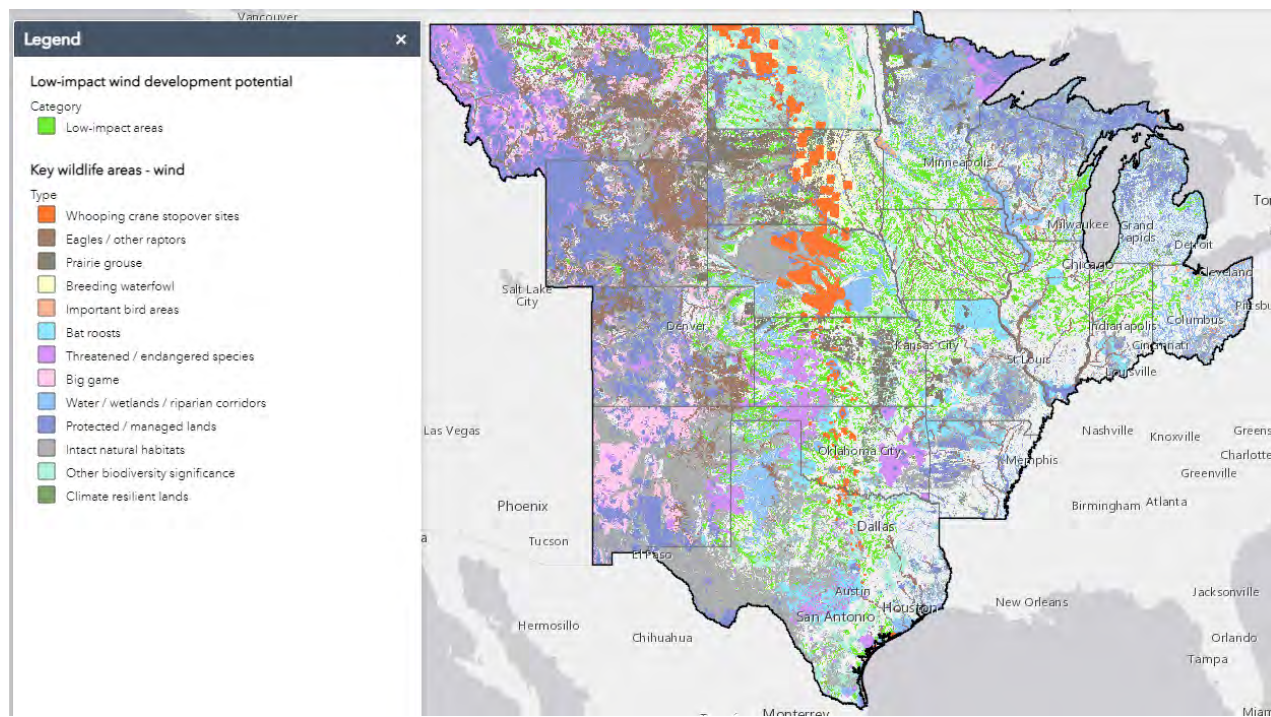 Legend
×
Low-impact wind development potential
Category
Low-impact areas
Key wildlife areas - wind
Type
Whooping crane stopover sites
Eagles / other raptors
Prairie grouse
Breeding waterfowl
Important bird areas
Bat roosts
Threatened / endangered species
Big game
Water / wetlands / riparian corridors
Protected / managed lands
Intact natural habitats
Other biodiversity significance
Climate resilient lands
Vancouver
Minneapolis
Milwaukee
Grand
Rapids
Detroit
Chicago
Cleveland
Salt Lake
City
Denver
Indianapolis
Columbus
Kansas City
Cincinnati
St Louis
Louisville
Las Vegas
Nashville
Knoxville
Oklahoma City
Memphis
Charlotte
Greenville
Phoenix
Birmingham
Atlanta
Tucson
El Paso
Dallas
Austin
Houston
San Antonio
New Orleans
Jacksonville
Hermosillo
Chihuahua
Orlando
Tampa
Monterrey